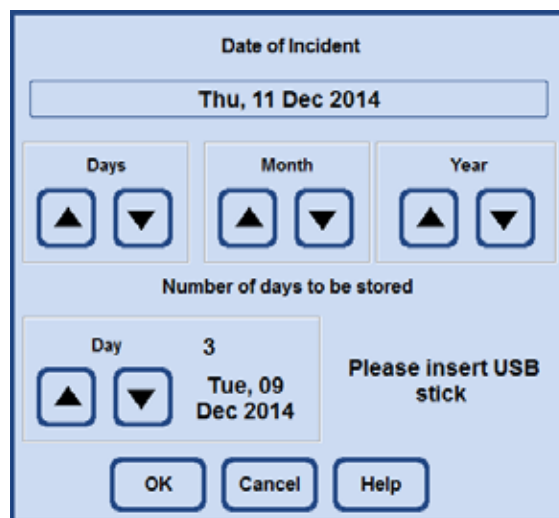 Date of Incident
Thu, 11 Dec 2014
Days
Month
Year
Number of days to be stored
Day
3
Tue, 09
Dec 2014
Please insert USB
stick
OK
Cancel
Help